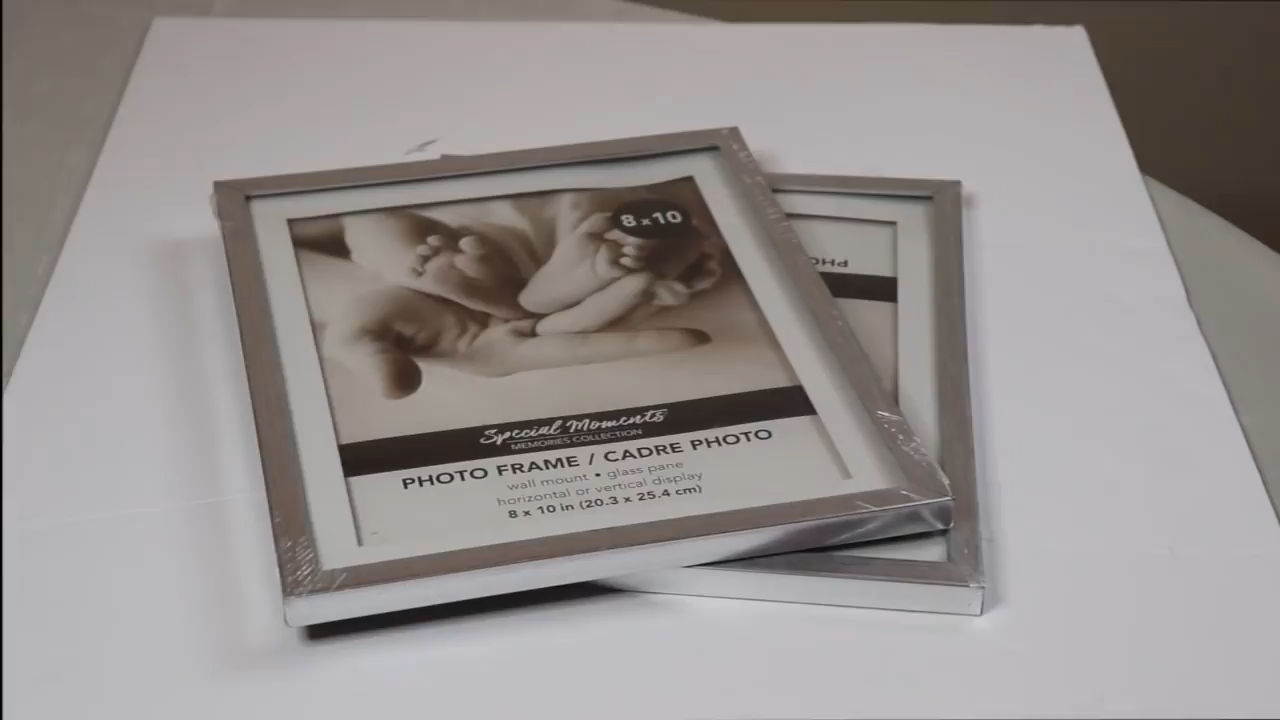 8x10
Special Moments
MEMORIES COLLECTION
PHOTO FRAME / CADRE PHOTO
wall mount • glass pane
horizontal or vertical display
8 x 10 in (20.3 x 25.4 cm)
PHO